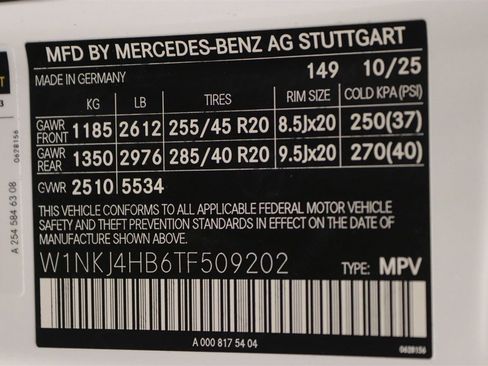 MFD BY MERCEDES-BENZ AG STUTTGART
MADE IN GERMANY 149 10/25
KG LB TIRES RIM SIZE COLD KPA (PSI)
GAWR FRONT 1185 2612 255/45 R20 8.5Jx20 250(37)
GAWR REAR 1350 2976 285/40 R20 9.5Jx20 270(40)
GVWR 2510 5534
THIS VEHICLE CONFORMS TO ALL APPLICABLE FEDERAL MOTOR VEHICLE
SAFETY AND THEFT PREVENTION STANDARDS IN EFFECT ON THE DATE OF
MANUFACTURE SHOWN ABOVE.
W1NKJ4HB6TF509202 TYPE: MPV
A 000 817 54 04
0628156
A 254 584 63 08
0628156